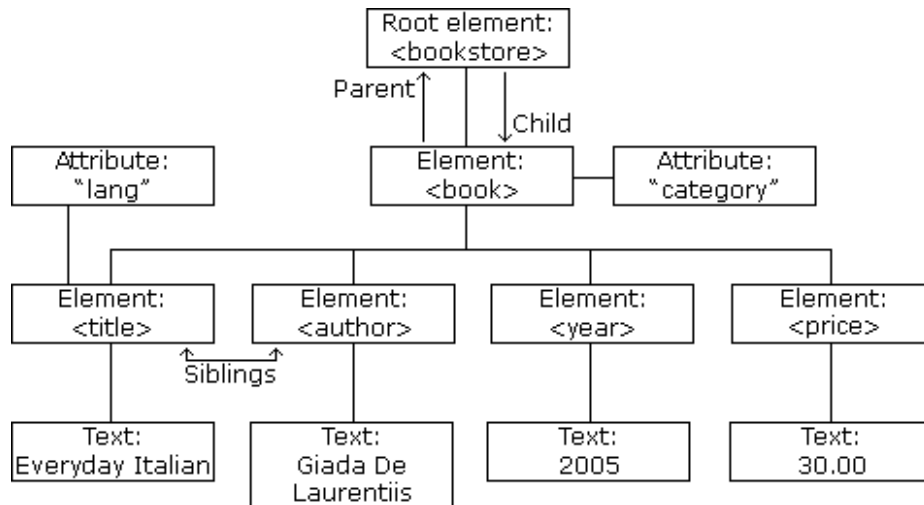 Root element:
<bookstore>
Parent
Child
Attribute:
“lang”
Element:
<book>
Attribute:
“category”
Element:
<title>
Element:
<author>
Element:
<year>
Element:
<price>
Siblings
Text:
Everyday Italian
Text:
Giada De
Laurentiis
Text:
2005
Text:
30.00